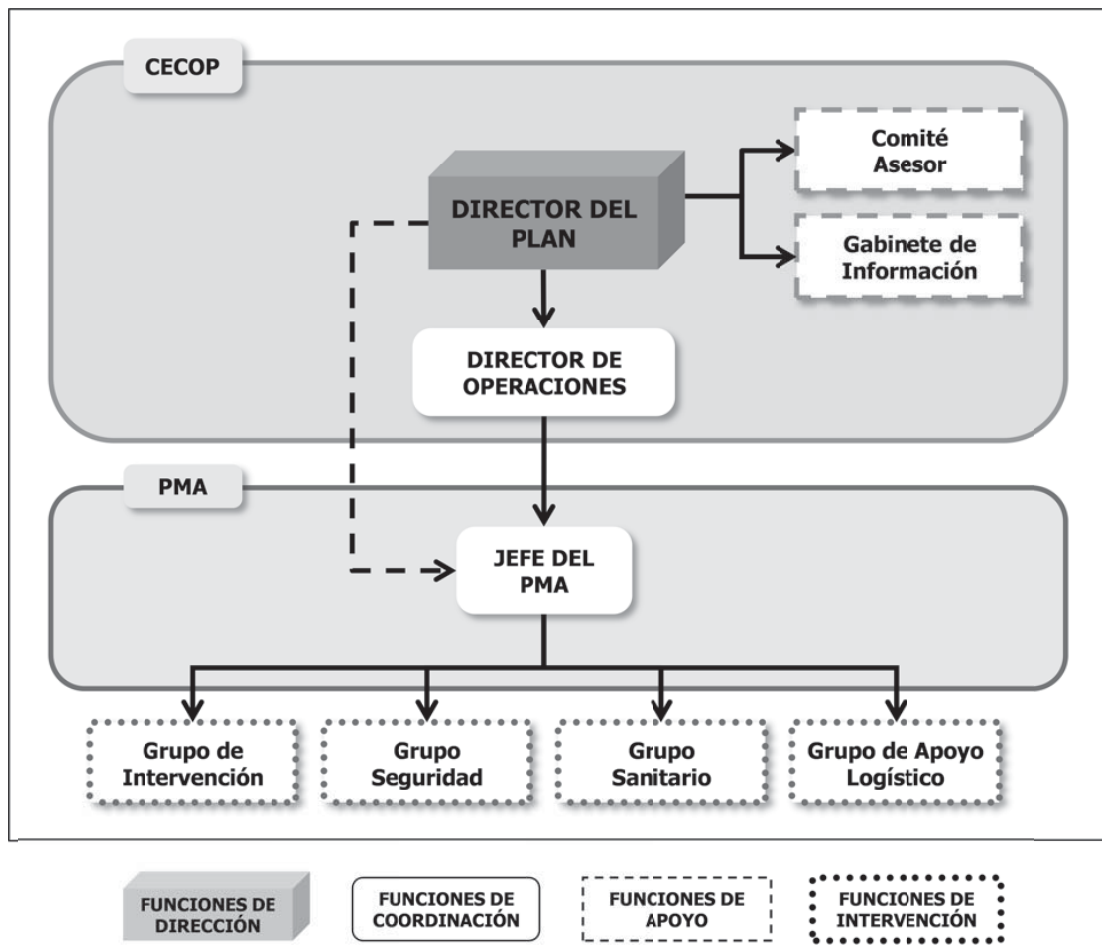 CECOP
Comité
Asesor
DIRECTOR DEL
PLAN
Gabinete de
Información
DIRECTOR DE
OPERACIONES
PMA
JEFE DEL
PMA
Grupo de
Intervención
Grupo
Seguridad
Grupo
Sanitario
Grupo de Apoyo
Logístico
FUNCIONES DE
DIRECCIÓN
FUNCIONES DE
COORDINACIÓN
FUNCIONES DE
APOYO
FUNCIONES DE
INTERVENCIÓN